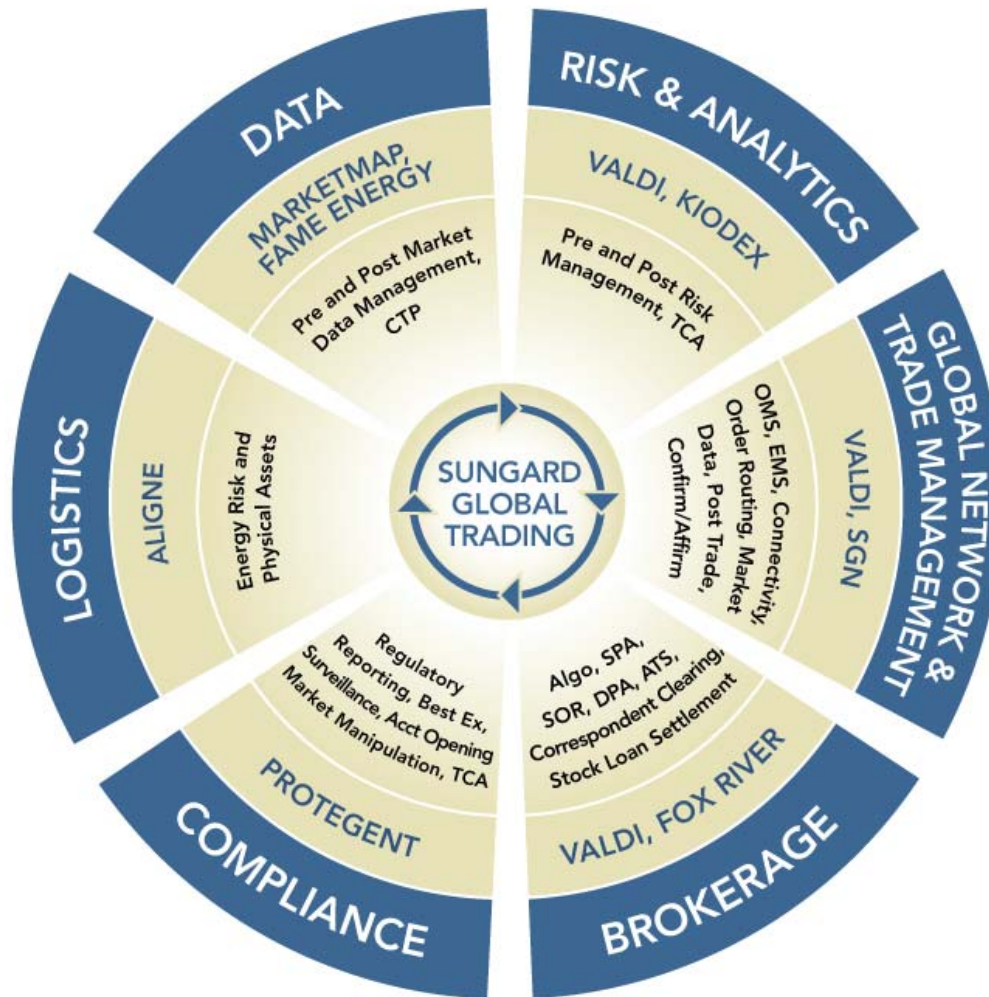 DATA
MARKETMAP,
FAME ENERGY
Pre and Post Market
Data Management,
CTP
RISK & ANALYTICS
VALDI, KIODEX
Pre and Post Risk
Management, TCA
GLOBAL NETWORK &
TRADE MANAGEMENT
VALDI, SGN
OMS, EMS, Connectivity,
Order Routing, Market
Data, Post Trade,
Confirm/Affirm
BROKERAGE
VALDI, FOX RIVER
Algo, SPA,
SOR, DPA, ATS,
Correspondent Clearing,
Stock Loan Settlement
COMPLIANCE
PROTEGENT
Regulatory
Reporting, Best Ex,
Surveillance, Acct Opening
Market Manipulation, TCA
LOGISTICS
ALIGNE
Energy Risk and
Physical Assets
SUNGARD
GLOBAL
TRADING